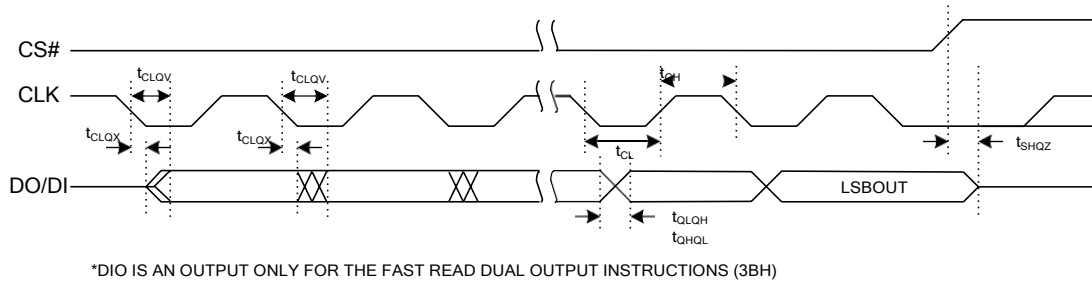 CS#
tCLQV
tCLQV
tCH
CLK
tCLQX
tCLQX
tCL
tSHQZ
DO/DI
LSBOUT
tQLQH
tQHQL
*DIO IS AN OUTPUT ONLY FOR THE FAST READ DUAL OUTPUT INSTRUCTIONS (3BH)